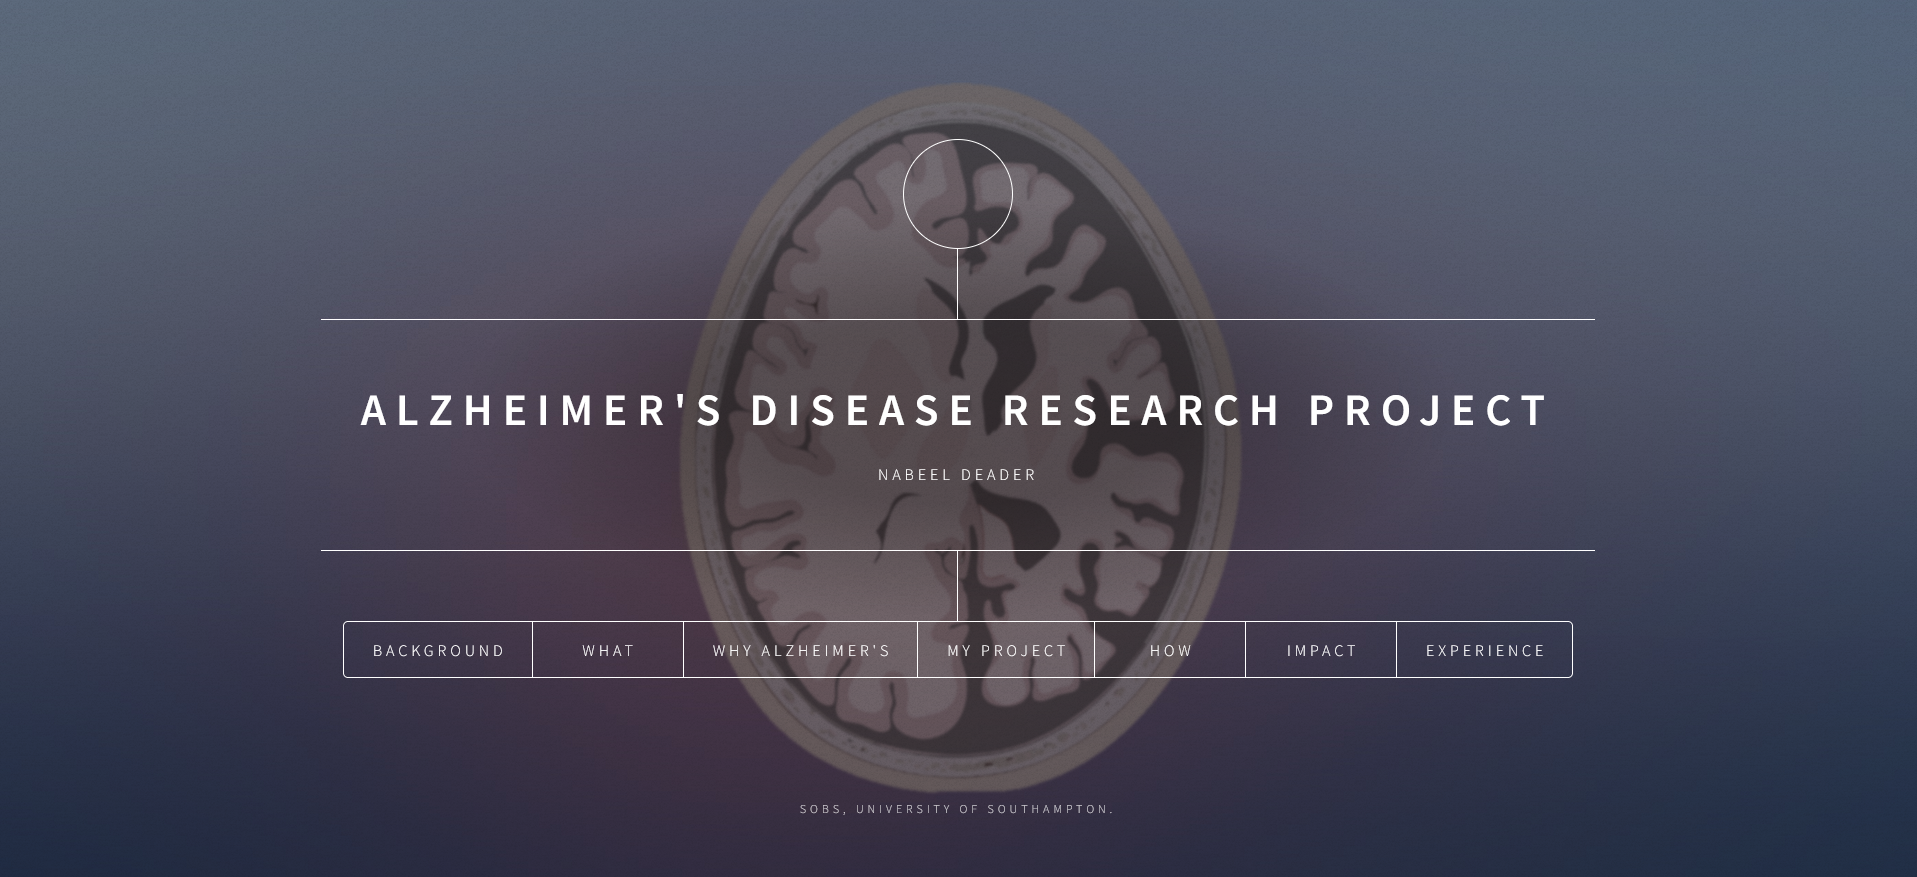 ALZHEIMER'S DISEASE RESEARCH PROJECT
NABEEL DEADER
BACKGROUND WHAT WHY ALZHEIMER'S MY PROJECT HOW IMPACT EXPERIENCE
SOBS, UNIVERSITY OF SOUTHAMPTON.